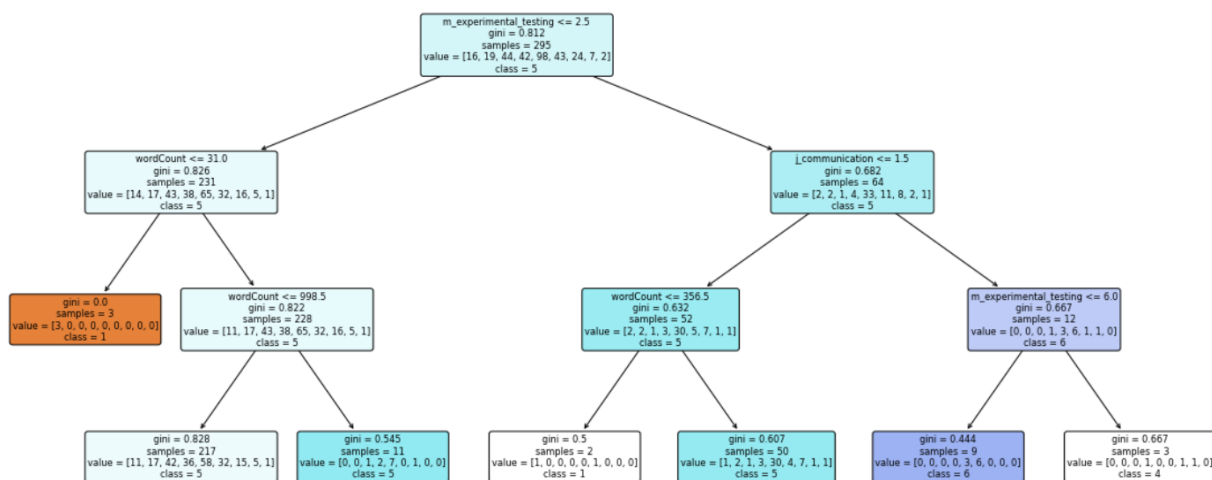 m_experimental_testing <= 2.5
gini = 0.812
samples = 295
value = [16, 19, 44, 42, 98, 43, 24, 7, 2]
class = 5
wordCount <= 31.0
gini = 0.826
samples = 231
value = [14, 17, 43, 38, 65, 32, 16, 5, 1]
class = 5
j_communication <= 1.5
gini = 0.682
samples = 64
value = [2, 2, 1, 4, 33, 11, 8, 2, 1]
class = 5
gini = 0.0
samples = 3
value = [3, 0, 0, 0, 0, 0, 0, 0, 0]
class = 1
wordCount <= 998.5
gini = 0.822
samples = 228
value = [11, 17, 43, 38, 65, 32, 16, 5, 1]
class = 5
wordCount <= 356.5
gini = 0.632
samples = 52
value = [2, 2, 1, 3, 30, 5, 7, 1, 1]
class = 5
m_experimental_testing <= 6.0
gini = 0.667
samples = 12
value = [0, 0, 0, 1, 3, 6, 1, 1, 0]
class = 6
gini = 0.828
samples = 217
value = [11, 17, 42, 36, 58, 32, 15, 5, 1]
class = 5
gini = 0.545
samples = 11
value = [0, 0, 1, 2, 7, 0, 1, 0, 0]
class = 5
gini = 0.5
samples = 2
value = [1, 0, 0, 0, 0, 1, 0, 0, 0]
class = 1
gini = 0.607
samples = 50
value = [1, 2, 1, 3, 30, 4, 7, 1, 1]
class = 5
gini = 0.444
samples = 9
value = [0, 0, 0, 0, 3, 6, 0, 0, 0]
class = 6
gini = 0.667
samples = 3
value = [0, 0, 0, 1, 0, 0, 1, 1, 0]
class = 4